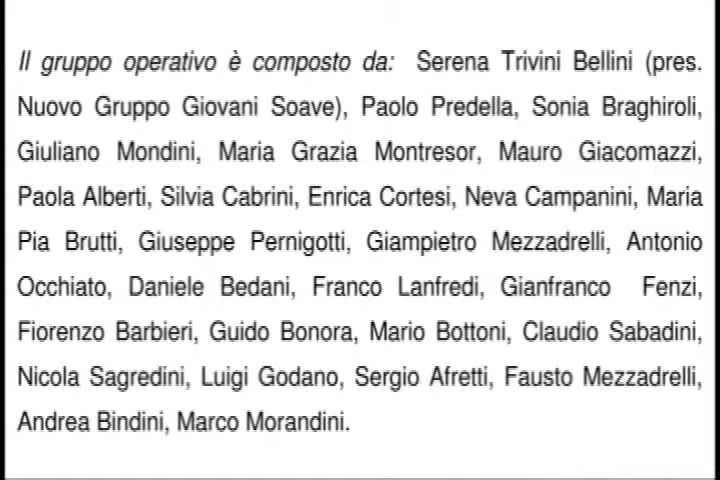 Il gruppo operativo è composto da: Serena Trivini Bellini (pres.
Nuovo Gruppo Giovani Soave), Paolo Predella, Sonia Braghiroli,
Giuliano Mondini, Maria Grazia Montresor, Mauro Giacomazzi,
Paola Alberti, Silvia Cabrini, Enrica Cortesi, Neva Campanini, Maria
Pia Brutti, Giuseppe Pernigotti, Giampietro Mezzadrelli, Antonio
Occhiato, Daniele Bedani, Franco Lanfredi, Gianfranco Fenzi,
Fiorenzo Barbieri, Guido Bonora, Mario Bottoni, Claudio Sabadini,
Nicola Sagredini, Luigi Godano, Sergio Afretti, Fausto Mezzadrelli,
Andrea Bindini, Marco Morandini.